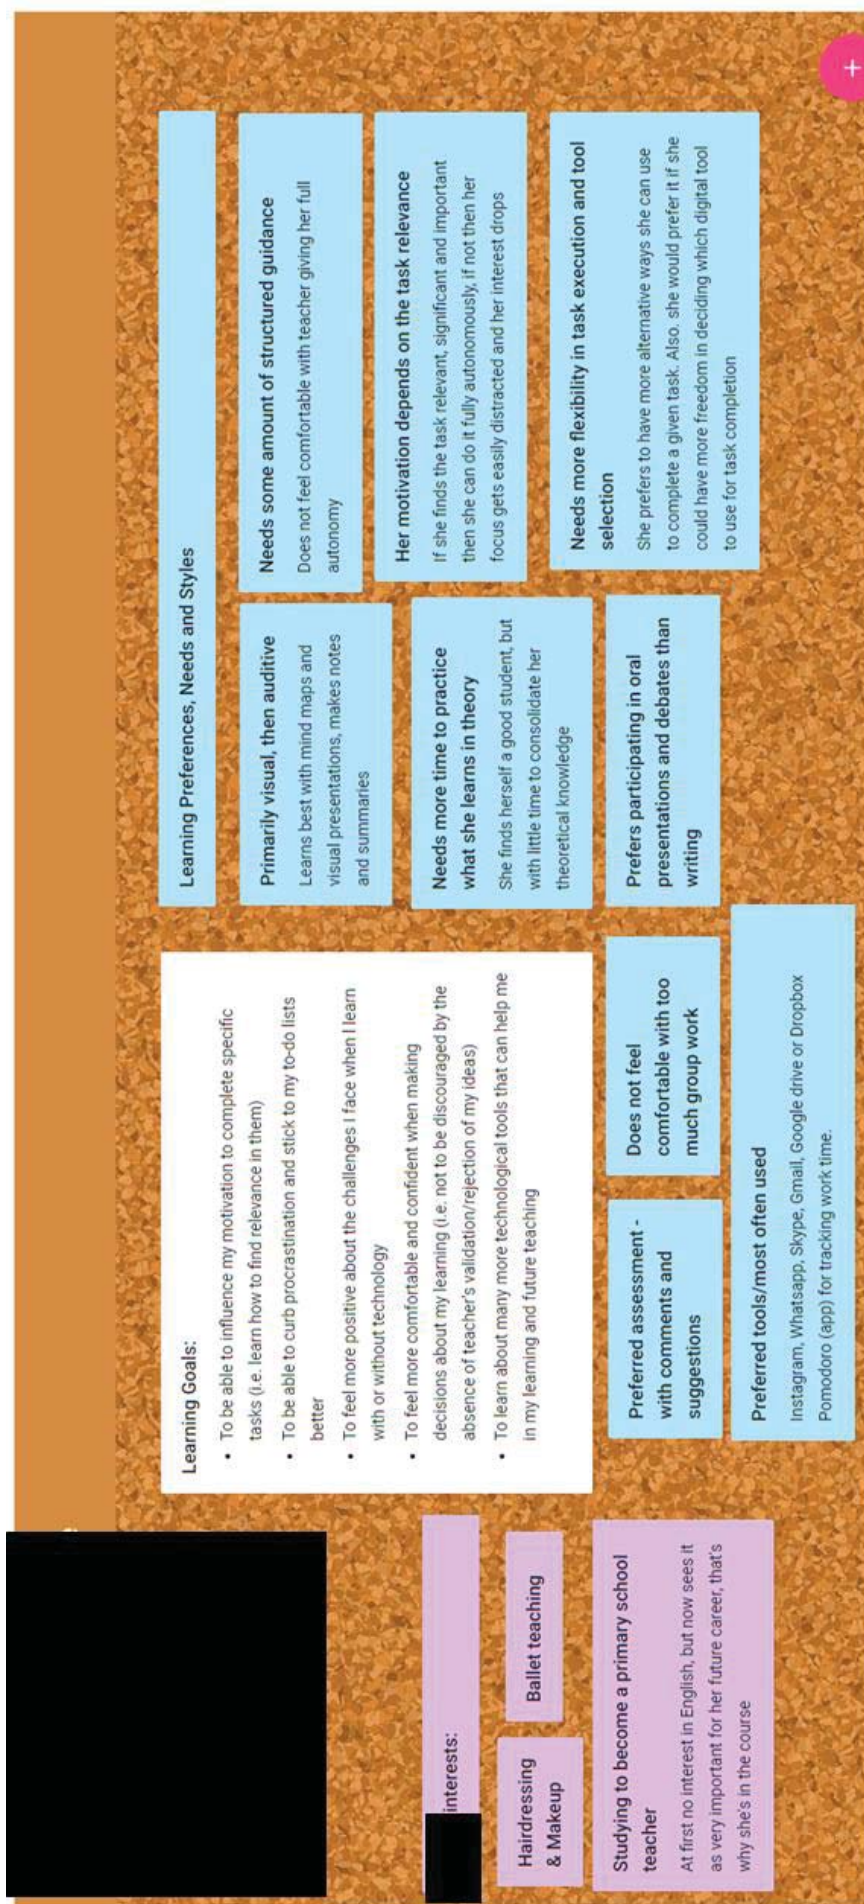 interests:
Hairdressing
& Makeup
Ballet teaching
Studying to become a primary school
teacher
At first no interest in English, but now sees it
as very important for her future career, that's
why she's in the course
Learning Goals:
• To be able to influence my motivation to complete specific
tasks (i.e. learn how to find relevance in them)
• To be able to curb procrastination and stick to my to-do lists
better
• To feel more positive about the challenges I face when I learn
with or without technology
• To feel more comfortable and confident when making
decisions about my learning (i.e. not to be discouraged by the
absence of teacher's validation/rejection of my ideas)
• To learn about many more technological tools that can help me
in my learning and future teaching
Preferred assessment -
with comments and
suggestions
Does not feel
comfortable with too
much group work
Preferred tools/most often used
Instagram, Whatsapp, Skype, Gmail, Google drive or Dropbox
Pomodoro (app) for tracking work time.
Learning Preferences, Needs and Styles
Primarily visual, then auditive
Learns best with mind maps and
visual presentations, makes notes
and summaries
Needs more time to practice
what she learns in theory
She finds herself a good student, but
with little time to consolidate her
theoretical knowledge
Prefers participating in oral
presentations and debates than
writing
Needs some amount of structured guidance
Does not feel comfortable with teacher giving her full
autonomy
Her motivation depends on the task relevance
If she finds the task relevant, significant and important
then she can do it fully autonomously, if not then her
focus gets easily distracted and her interest drops
Needs more flexibility in task execution and tool
selection
She prefers to have more alternative ways she can use
to complete a given task. Also. she would prefer it if she
could have more freedom in deciding which digital tool
to use for task completion
+